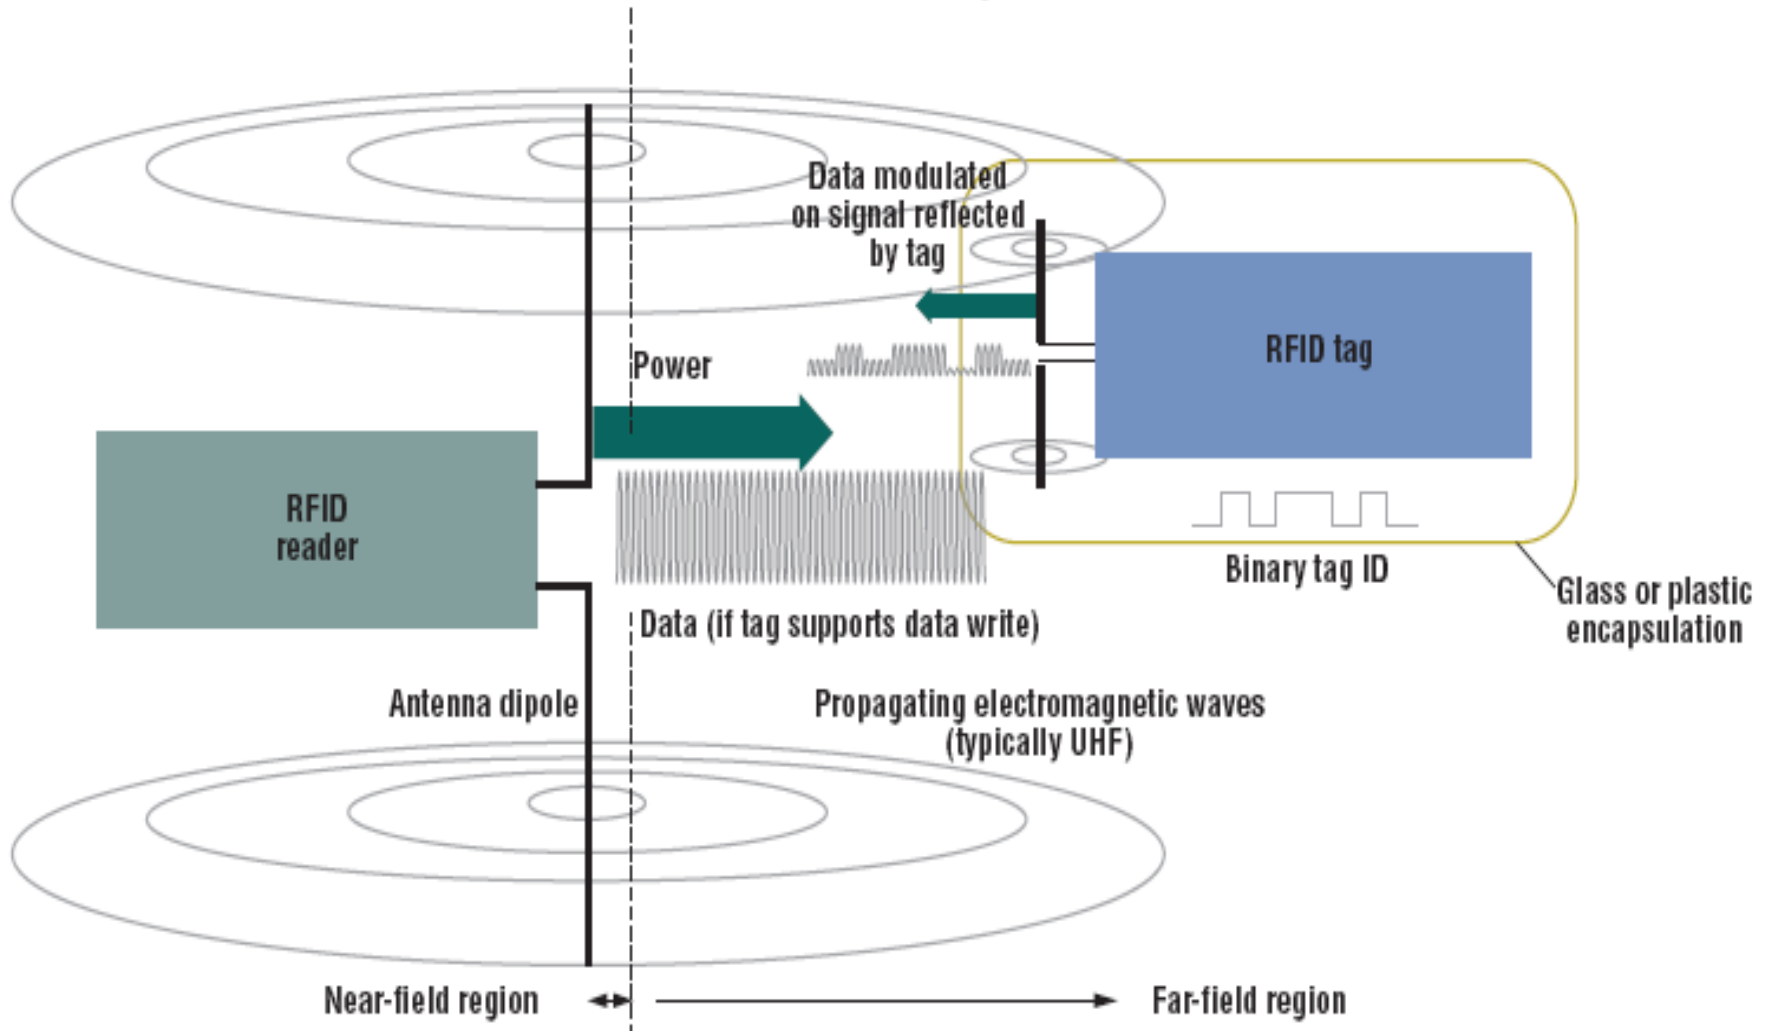 Data modulated
on signal reflected
by tag
Power
RFID tag
RFID
reader
Binary tag ID
Glass or plastic
encapsulation
Data (if tag supports data write)
Antenna dipole
Propagating electromagnetic waves
(typically UHF)
Near-field region
Far-field region